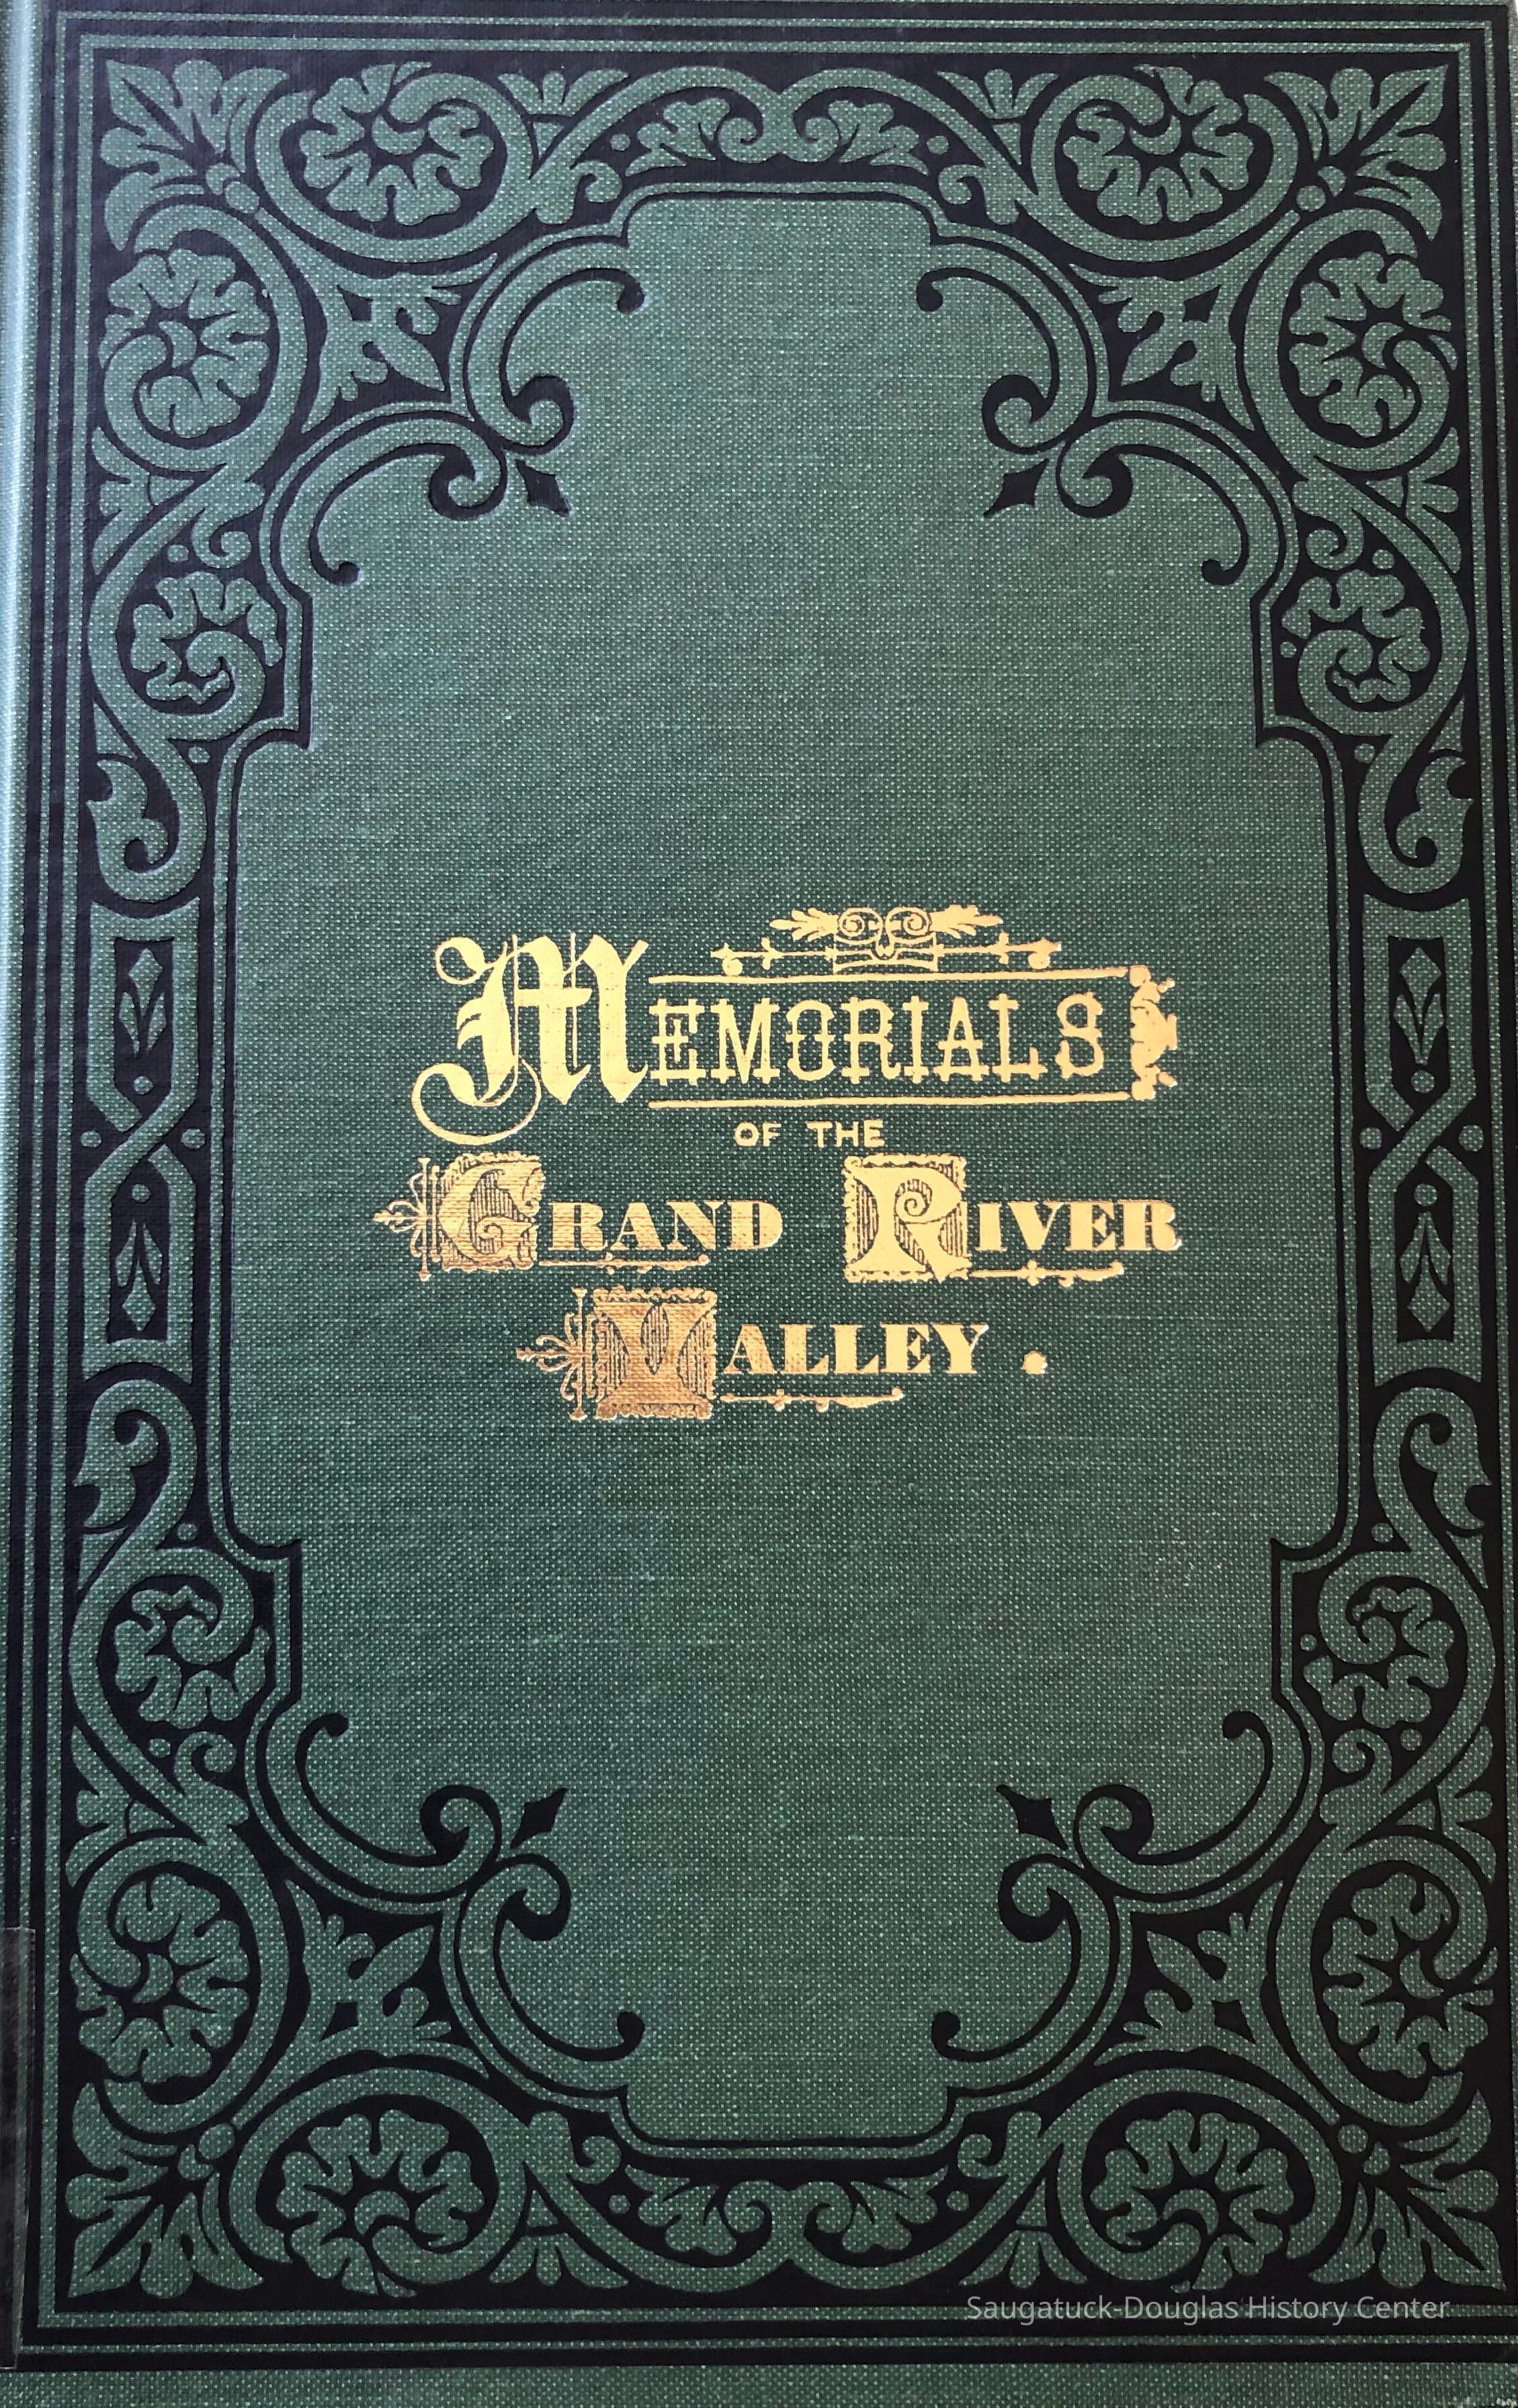 MEMORIALS
OF THE
GRAND RIVER
VALLEY.
Saugatuck-Douglas History Center